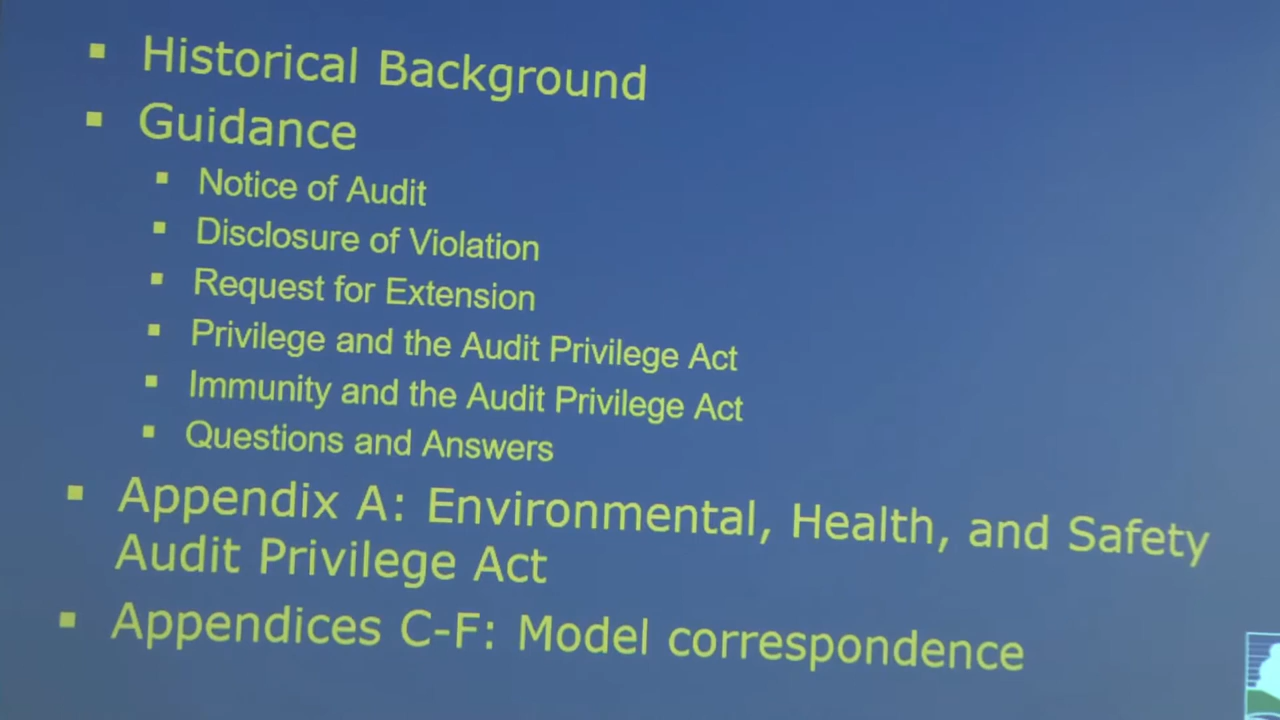 Historical Background
Guidance
Notice of Audit
Disclosure of Violation
Request for Extension
Privilege and the Audit Privilege Act
Immunity and the Audit Privilege Act
Questions and Answers
Appendix A: Environmental, Health, and Safety
Audit Privilege Act
Appendices C-F: Model correspondence